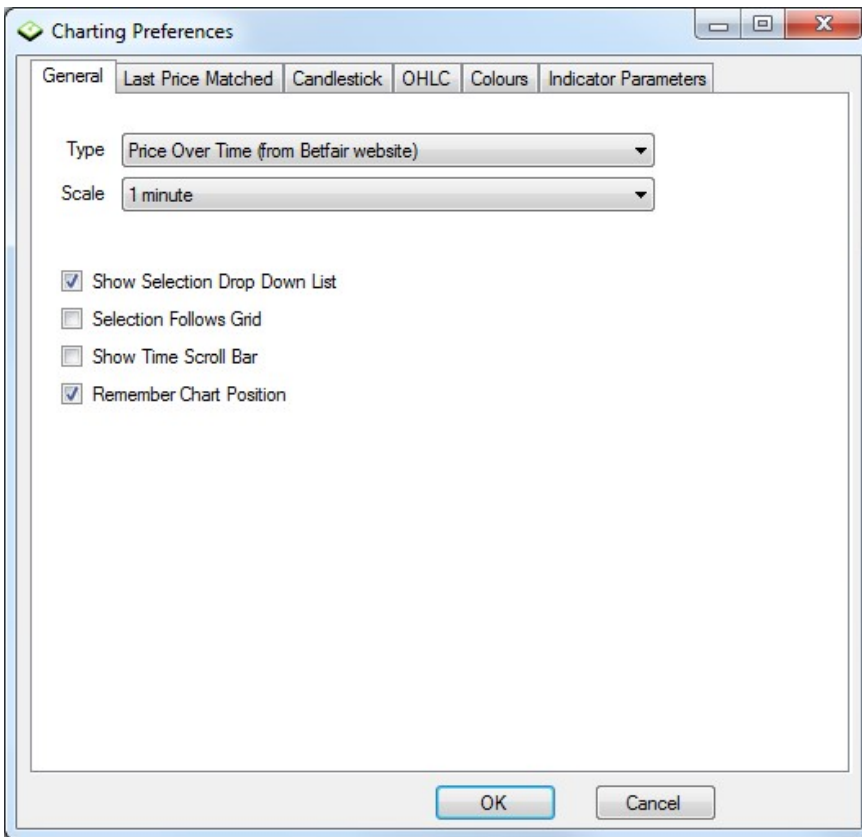 Charting Preferences
General Last Price Matched Candlestick OHLC Colours Indicator Parameters
Type Price Over Time (from Betfair website)
Scale 1 minute
Show Selection Drop Down List
Selection Follows Grid
Show Time Scroll Bar
Remember Chart Position
OK Cancel